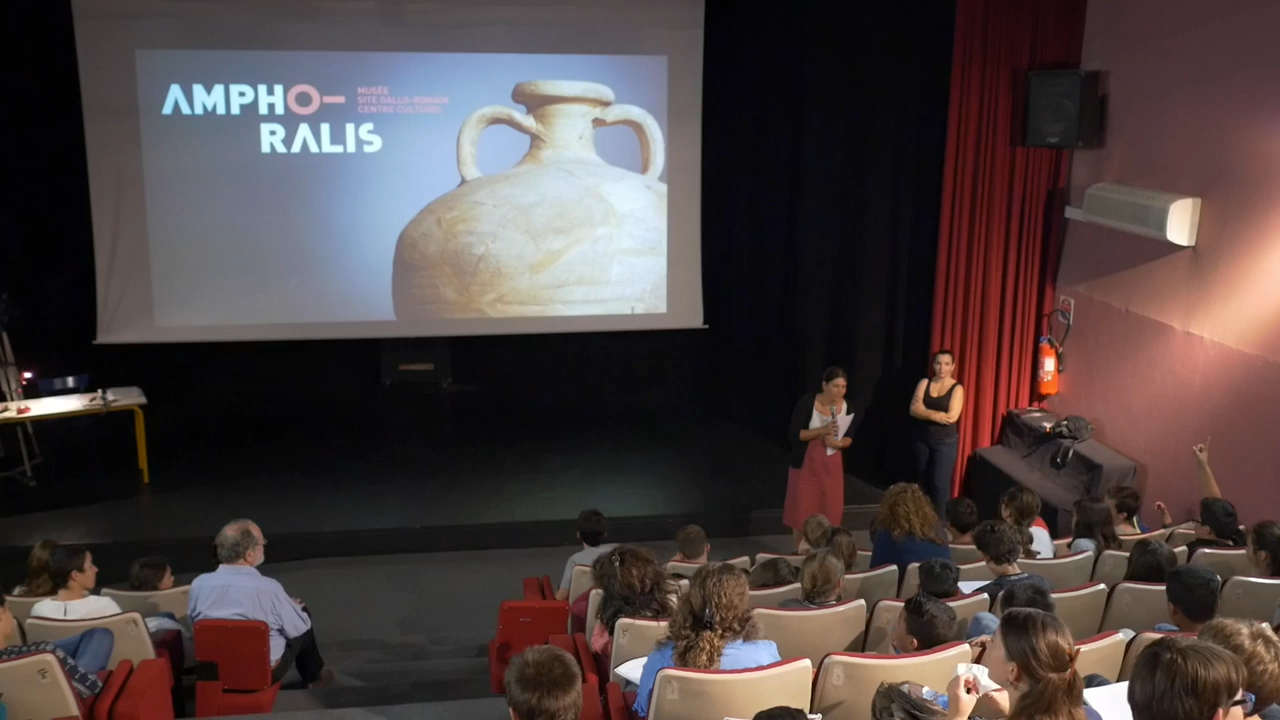 AMPHO-
RALIS
MUSÉE
SITE GALLO-ROMAIN
CENTRE CULTUREL